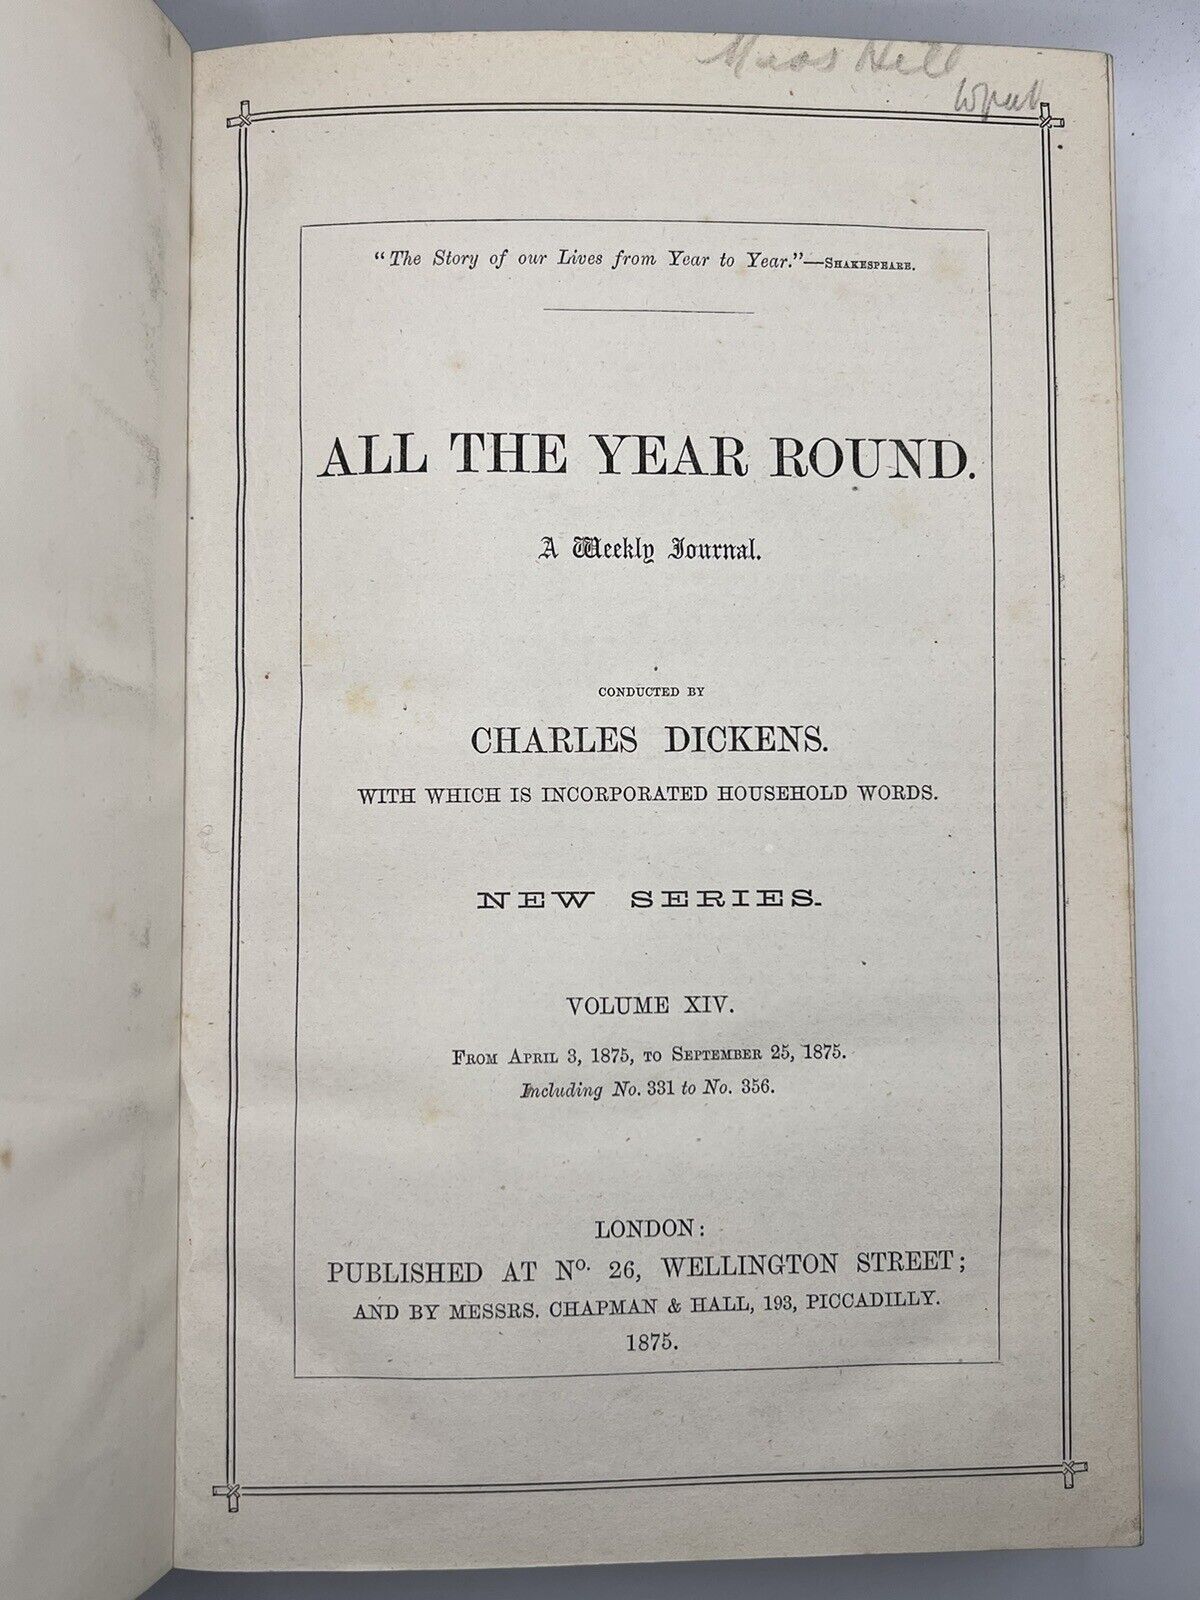 Miss Hill
"The Story of our Lives from Year to Year."—SHAKESPEARE.
ALL THE YEAR ROUND.
A Weekly Journal.
CONDUCTED BY
CHARLES DICKENS.
WITH WHICH IS INCORPORATED HOUSEHOLD WORDS.
NEW SERIES.
VOLUME XIV.
FROM APRIL 3, 1875, TO SEPTEMBER 25, 1875.
Including No. 331 to No. 356.
LONDON:
PUBLISHED AT No. 26, WELLINGTON STREET;
AND BY MESSRS. CHAPMAN & HALL, 193, PICCADILLY.
1875.